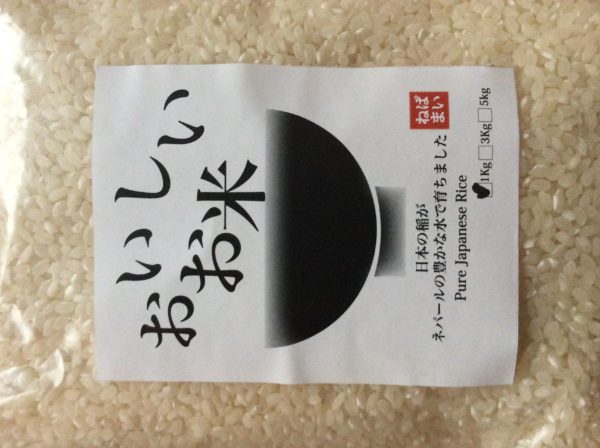 おいしい
お米
日本の稲が
ネパールの豊かな水で育ちました
Pure Japanese Rice
ねぱ
まい
1Kg 3Kg 5kg